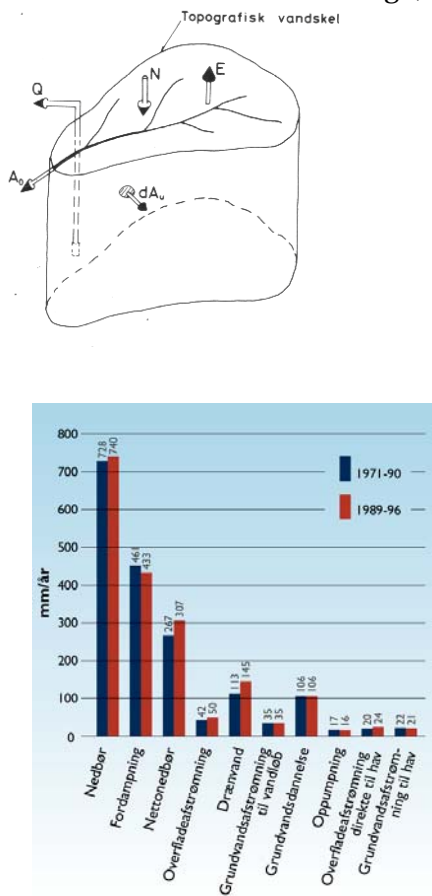 Topografisk vandskel
N
E
Q
A₀
dAᵤ
mm/år
800
700
600
500
400
300
200
100
0
1971-90
1989-96
728
740
461
433
267
307
42
50
113
145
35
35
106
106
17
16
20
24
22
21
Nedbør
Fordampning
Nettonedbør
Overfladeafstrømning
Drænvand
Grundvandsafstrømning
til vandløb
Grundvandsdannelse
Oppumpning
Overfladeafstrømning
direkte til hav
Grundvandsafstrøm-
ning til hav